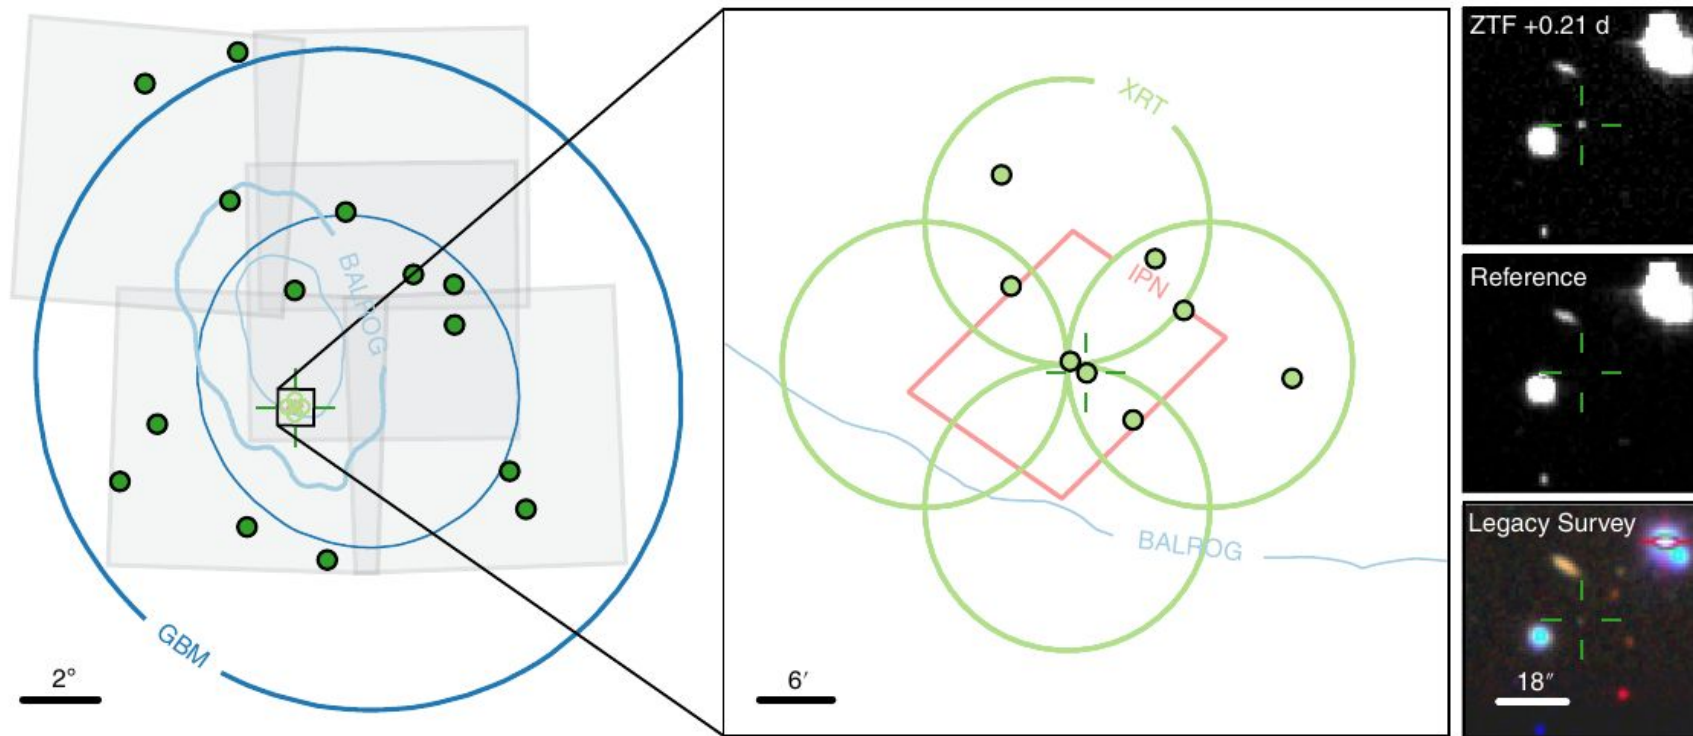 BALROG
GBM
2°
XRT
IPN
BALROG
6′
ZTF +0.21 d
Reference
Legacy Survey
18″